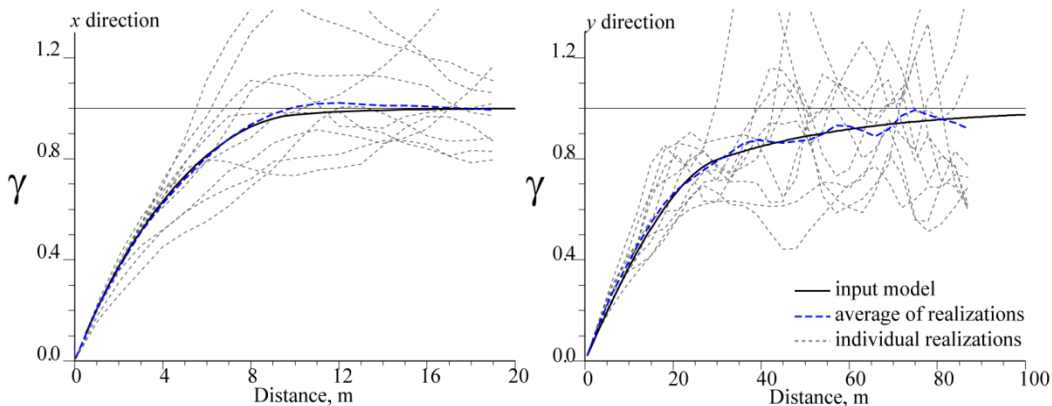 x direction
1.2
0.8
γ
0.4
0.0
0 4 8 12 16 20
Distance, m
y direction
1.2
0.8
γ
0.4
0.0
input model
average of realizations
individual realizations
0 20 40 60 80 100
Distance, m